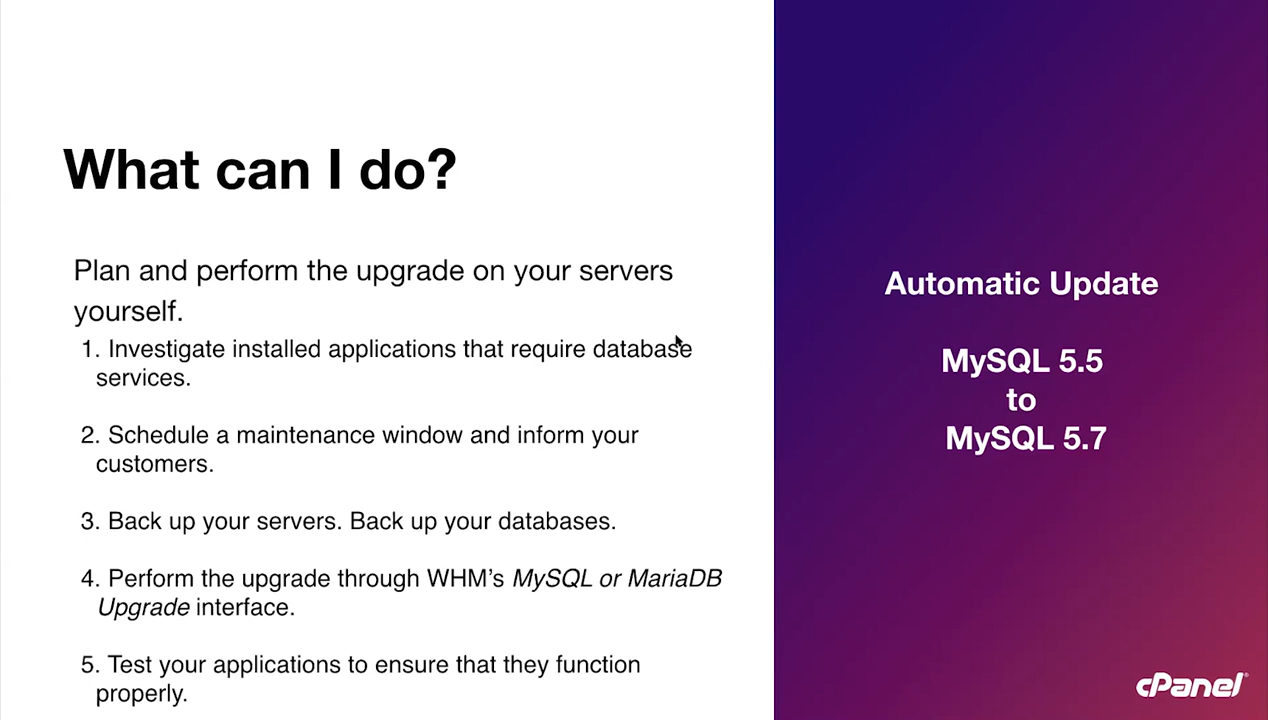 What can I do?
Plan and perform the upgrade on your servers
yourself.
1. Investigate installed applications that require database
services.
2. Schedule a maintenance window and inform your
customers.
3. Back up your servers. Back up your databases.
4. Perform the upgrade through WHM's MySQL or MariaDB
Upgrade interface.
5. Test your applications to ensure that they function
properly.
Automatic Update
MySQL 5.5
to
MySQL 5.7
cPanel®